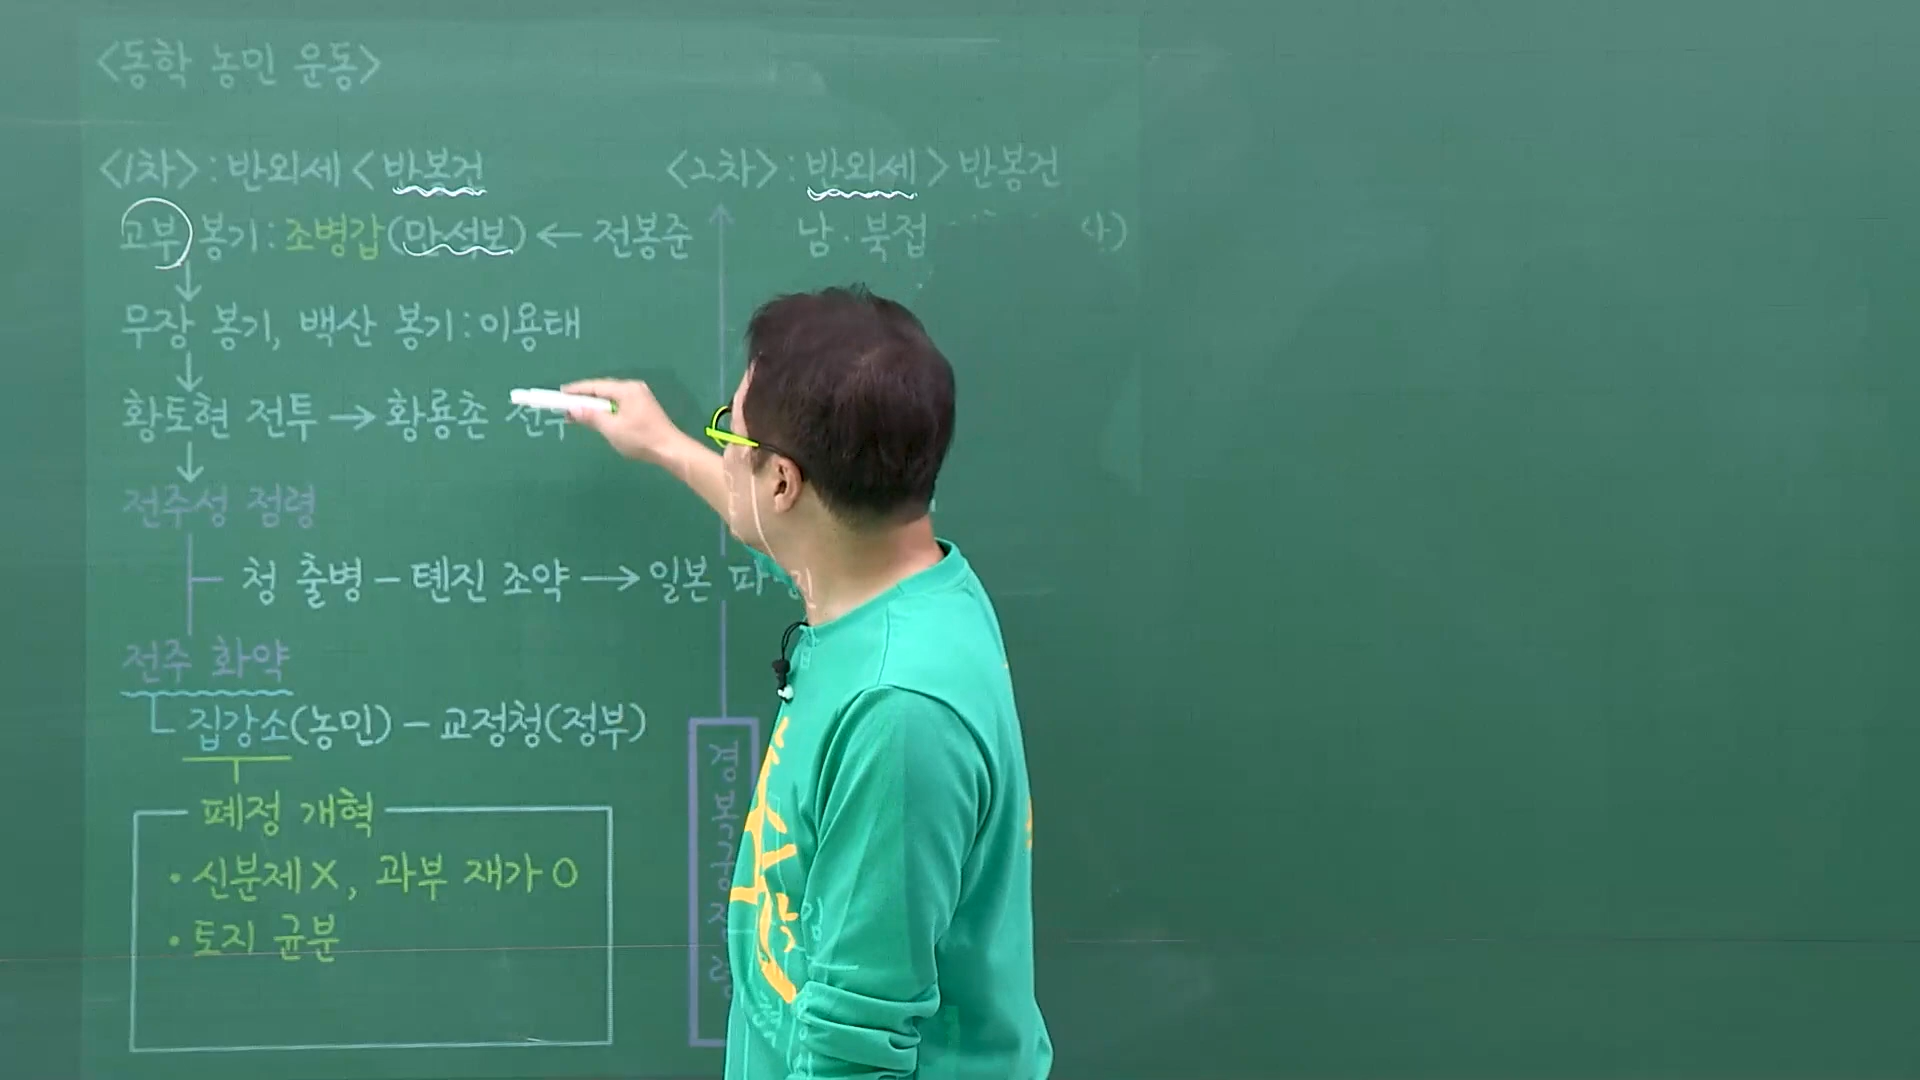 <동학 농민 운동>
<1차> : 반외세 < 반봉건
고부 봉기 : 조병갑(만석보) ← 전봉준
↓
무장 봉기, 백산 봉기 : 이용태
↓
황토현 전투 → 황룡촌 전투
↓
전주성 점령
청 출병 - 톈진 조약 → 일본 파
전주 화약
집강소(농민) - 교정청(정부)
폐정 개혁
• 신분제 X, 과부 재가 O
• 토지 균분
<2차> : 반외세 > 반봉건
남·북접
경복궁점령